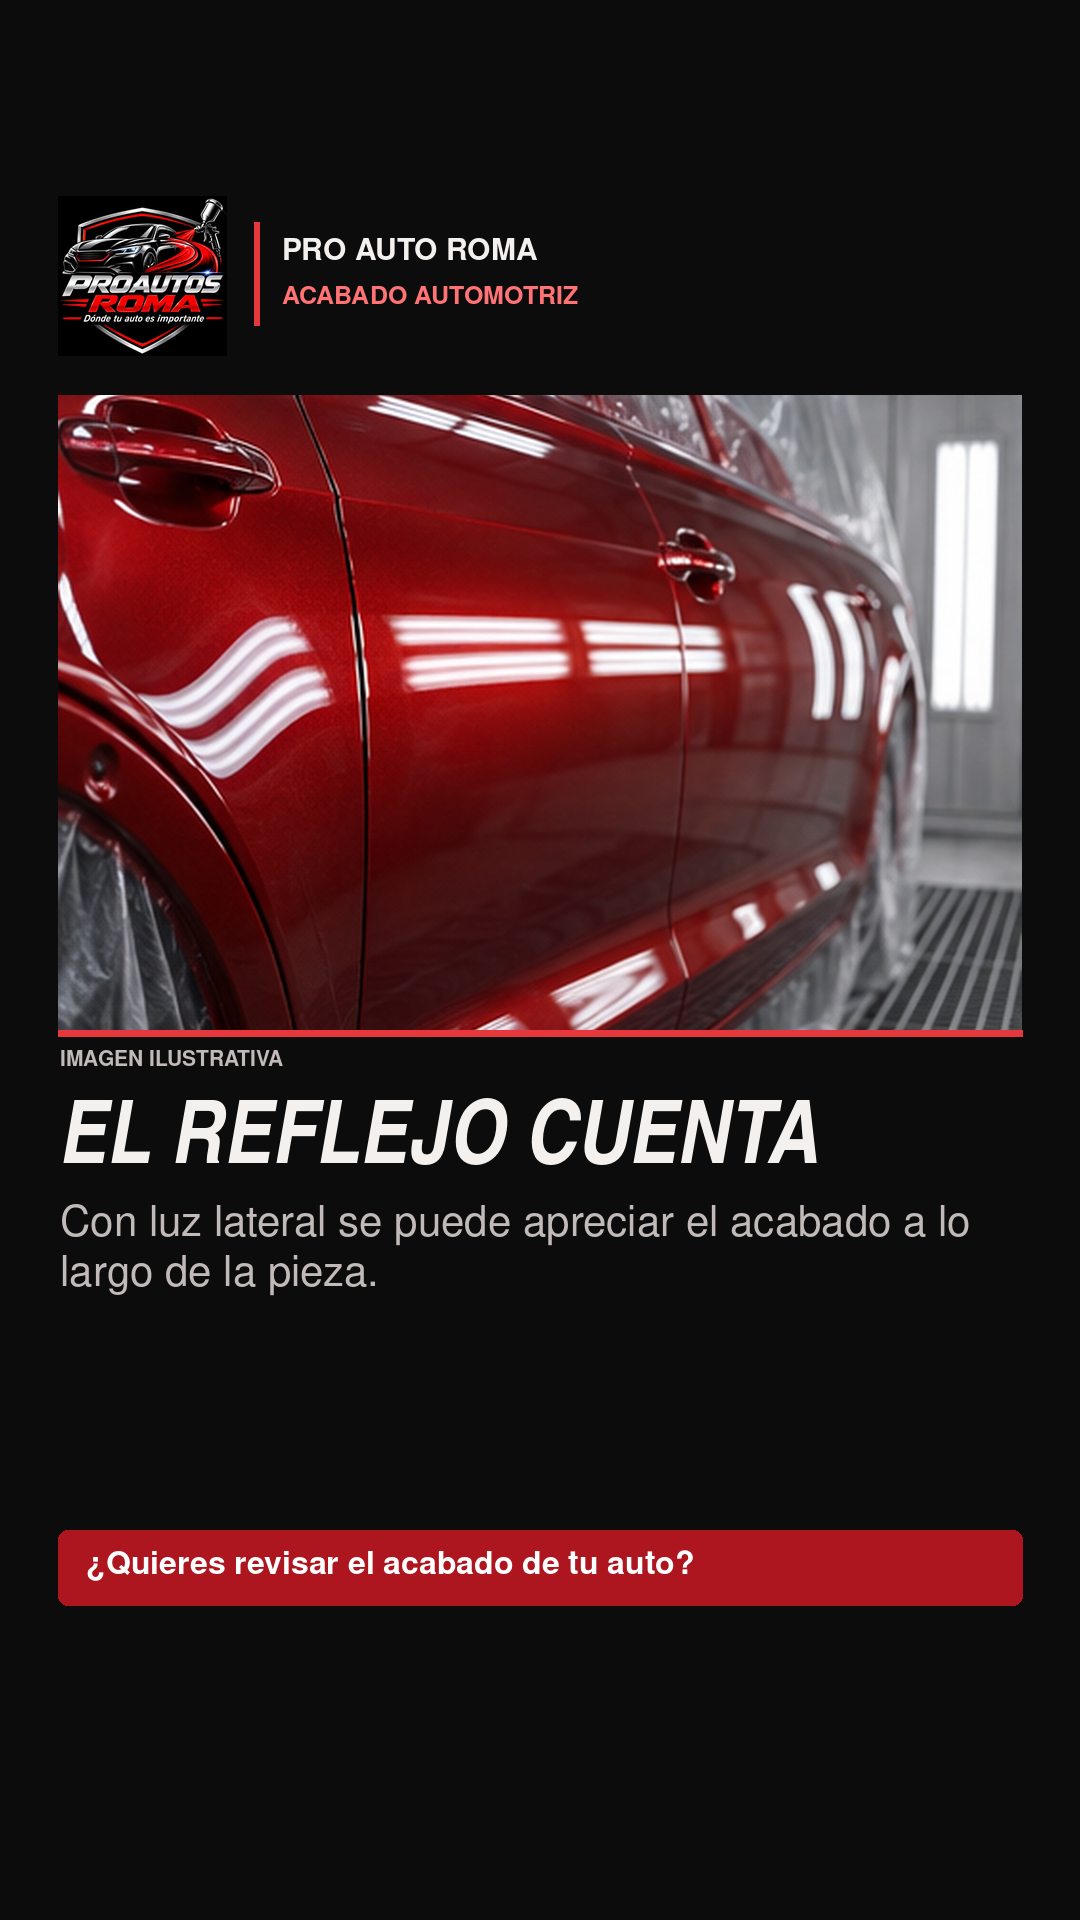 PROAUTOS
ROMA
Dónde tu auto es importante
PRO AUTO ROMA
ACABADO AUTOMOTRIZ
IMAGEN ILUSTRATIVA
EL REFLEJO CUENTA
Con luz lateral se puede apreciar el acabado a lo
largo de la pieza.
¿Quieres revisar el acabado de tu auto?